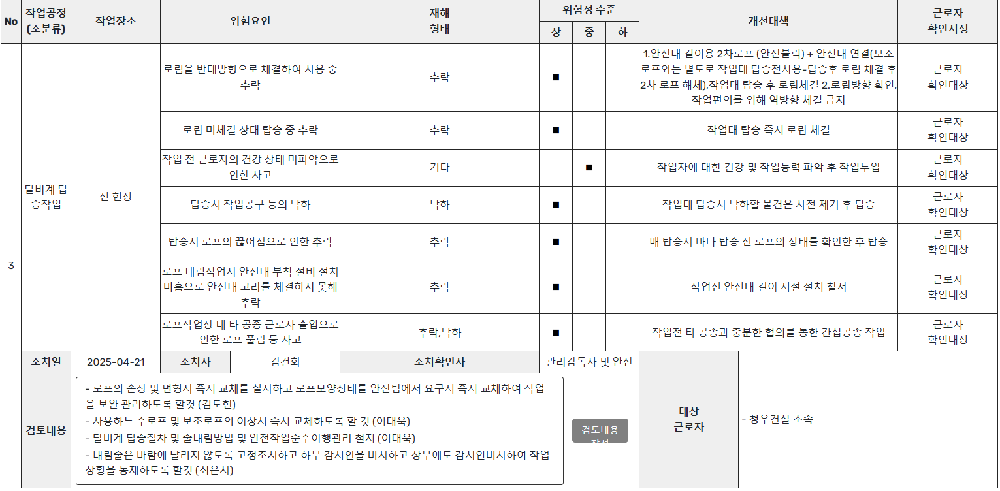 No
작업공정
(소분류)
작업장소
위험요인
재해
형태
위험성 수준
상 중 하
개선대책
근로자
확인지정
3
달비계 탑
승작업
전 현장
로립을 반대방향으로 체결하여 사용 중
추락
추락
■
1.안전대 걸이용 2차로프 (안전블럭) + 안전대 연결(보조
로프와는 별도로 작업대 탑승전사용-탑승후 로립 체결 후
2차 로프 해체),작업대 탑승 후 로립체결 2.로립방향 확인,
작업편의를 위해 역방향 체결 금지
근로자
확인대상
로립 미체결 상태 탑승 중 추락
추락
■
작업대 탑승 즉시 로립 체결
근로자
확인대상
작업 전 근로자의 건강 상태 미파악으로
인한 사고
기타
■
작업자에 대한 건강 및 작업능력 파악 후 작업투입
근로자
확인대상
탑승시 작업공구 등의 낙하
낙하
■
작업대 탑승시 낙하할 물건은 사전 제거 후 탑승
근로자
확인대상
탑승시 로프의 끊어짐으로 인한 추락
추락
■
매 탑승시 마다 탑승 전 로프의 상태를 확인한 후 탑승
근로자
확인대상
로프 내림작업시 안전대 부착 설비 설치
미흡으로 안전대 고리를 체결하지 못해
추락
추락
■
작업전 안전대 걸이 시설 설치 철저
근로자
확인대상
로프작업장 내 타 공종 근로자 출입으로
인한 로프 풀림 등 사고
추락,낙하
■
작업전 타 공종과 충분한 협의를 통한 간섭공종 작업
근로자
확인대상
조치일 2025-04-21 조치자 김건화 조치확인자 관리감독자 및 안전
검토내용
- 로프의 손상 및 변형시 즉시 교체를 실시하고 로프보양상태를 안전팀에서 요구시 즉시 교체하여 작업
을 보완 관리하도록 할것 (김도헌)
- 사용하느 주로프 및 보조로프의 이상시 즉시 교체하도록 할 것 (이태욱)
- 달비계 탑승절차 및 줄내림방법 및 안전작업준수이행관리 철저 (이태욱)
- 내림줄은 바람에 날리지 않도록 고정조치하고 하부 감시인을 비치하고 상부에도 감시인비치하여 작업
상황을 통제하도록 할것 (최은서)
검토내용
대상
근로자
- 청우건설 소속